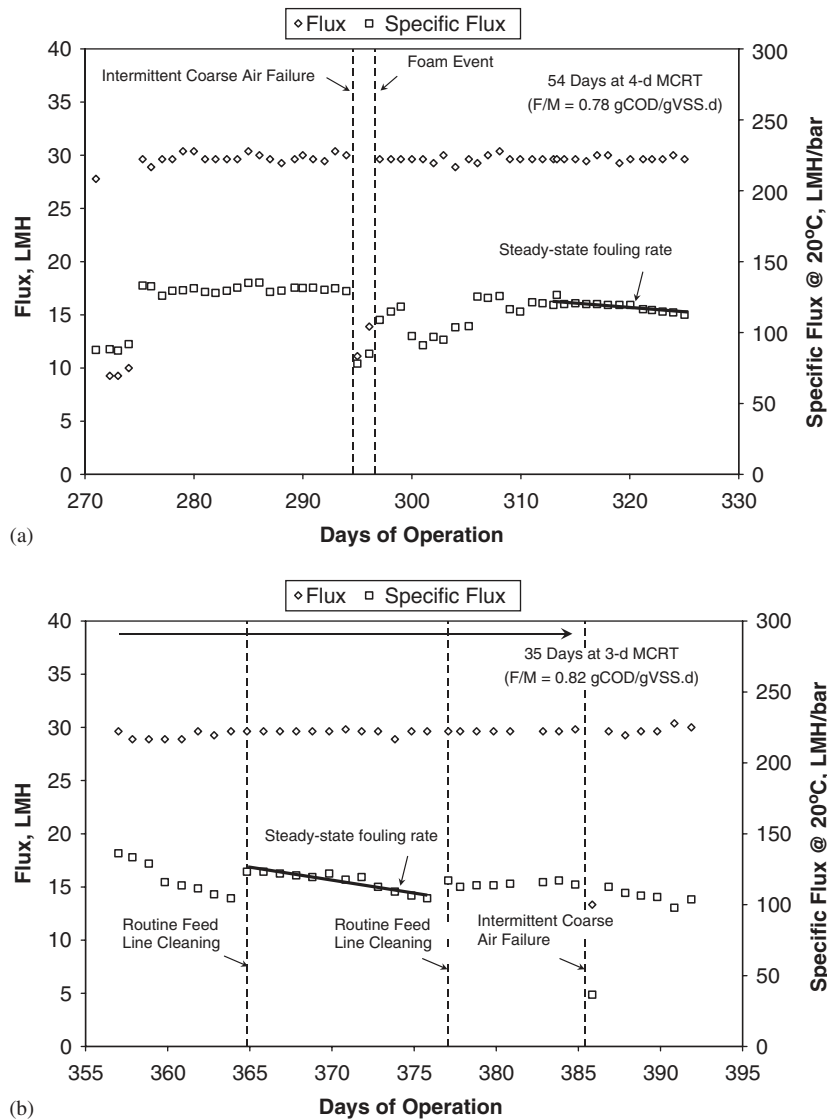 ◇ Flux □ Specific Flux
40
35
30
25
20
15
10
5
0
Flux, LMH
300
250
200
150
100
50
0
Specific Flux @ 20°C, LMH/bar
Intermittent Coarse Air Failure
Foam Event
54 Days at 4-d MCRT
(F/M = 0.78 gCOD/gVSS.d)
Steady-state fouling rate
270 280 290 300 310 320 330
(a)
Days of Operation
◇ Flux □ Specific Flux
40
35
30
25
20
15
10
5
0
Flux, LMH
300
250
200
150
100
50
0
Specific Flux @ 20°C, LMH/bar
35 Days at 3-d MCRT
(F/M = 0.82 gCOD/gVSS.d)
Steady-state fouling rate
Routine Feed
Line Cleaning
Routine Feed
Line Cleaning
Intermittent Coarse
Air Failure
355 360 365 370 375 380 385 390 395
(b)
Days of Operation